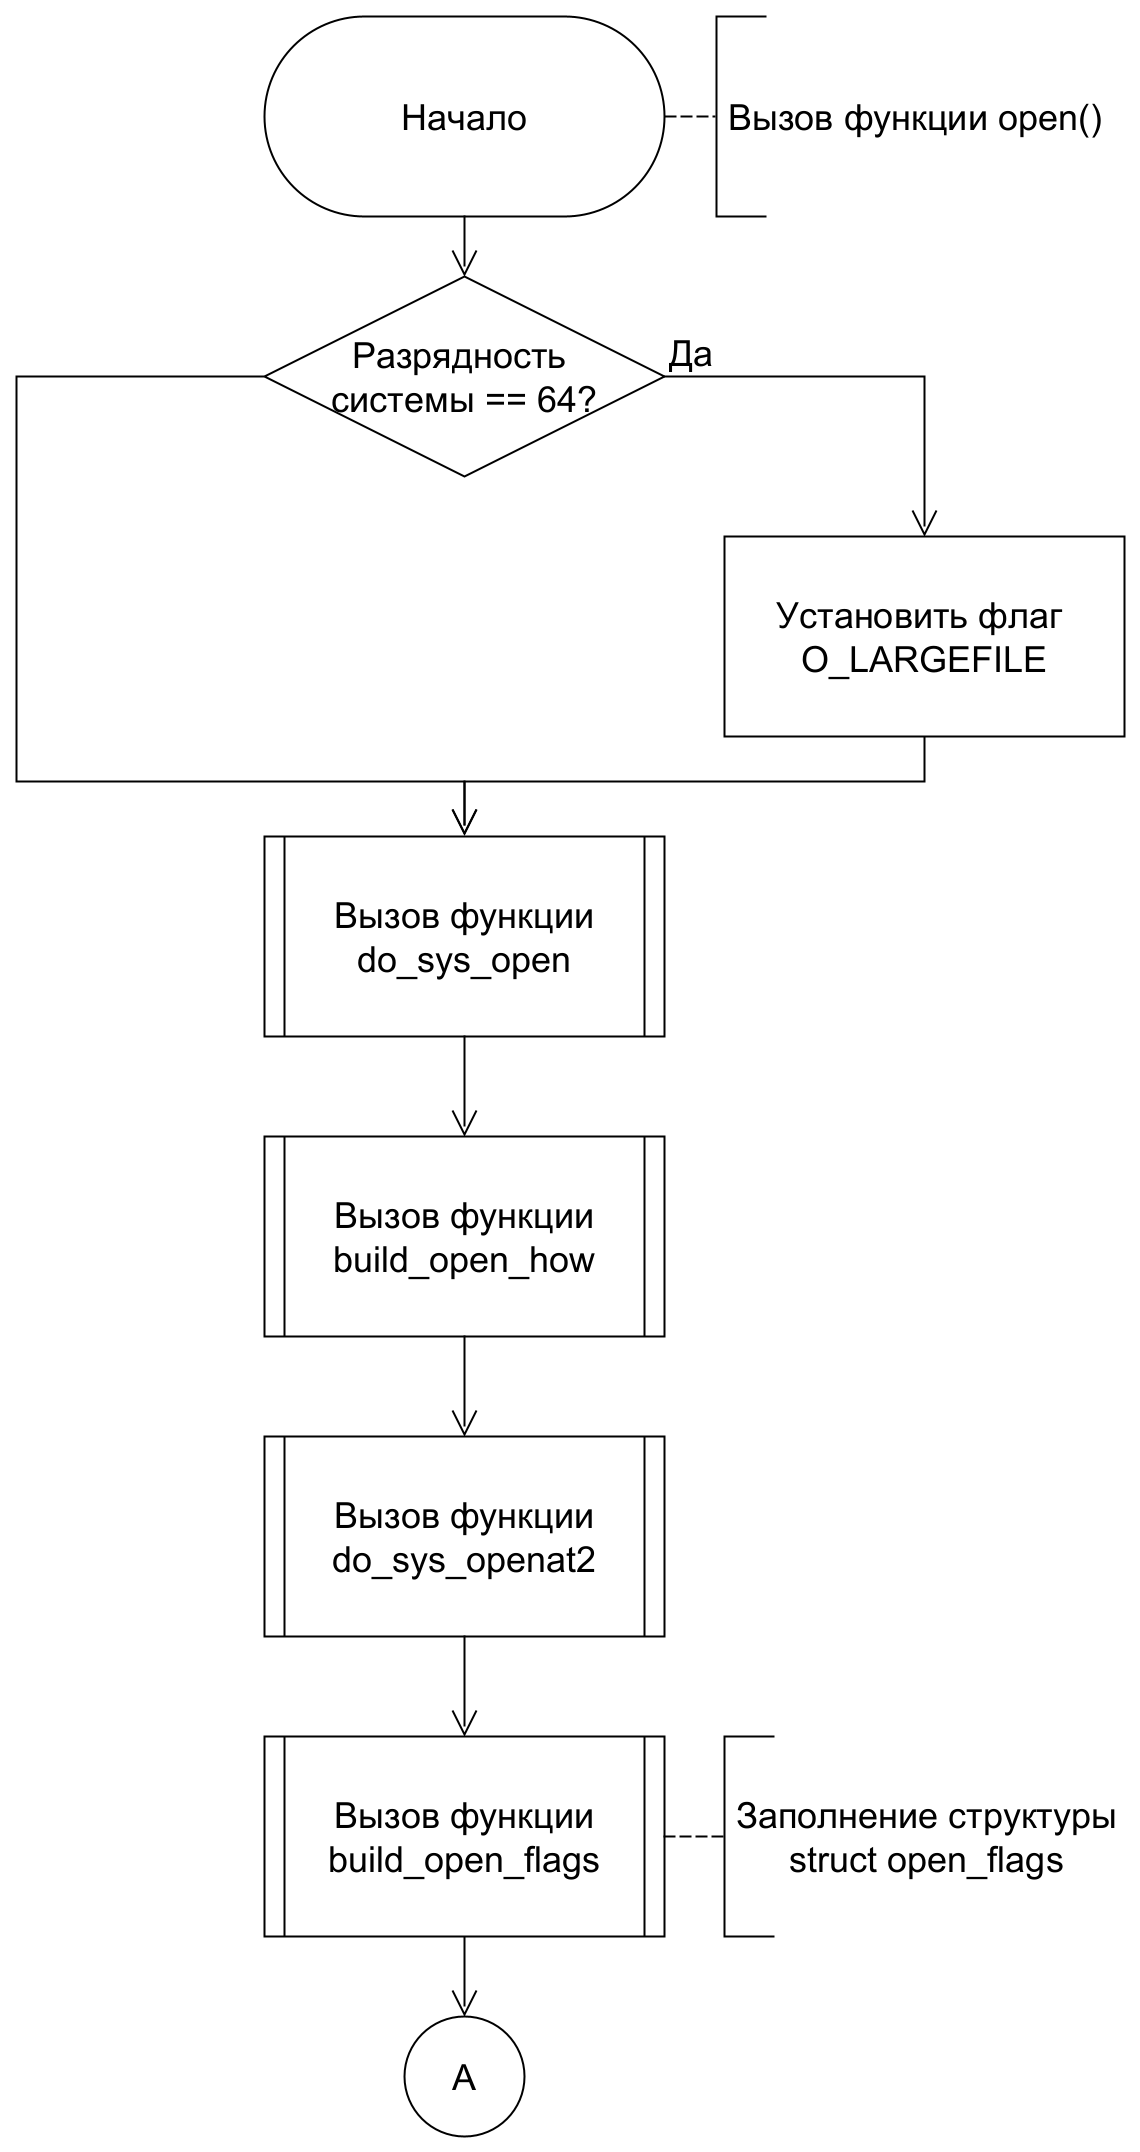 Начало
Вызов функции open()
Разрядность
системы == 64?
Да
Установить флаг
O_LARGEFILE
Вызов функции
do_sys_open
Вызов функции
build_open_how
Вызов функции
do_sys_openat2
Вызов функции
build_open_flags
Заполнение структуры
struct open_flags
А